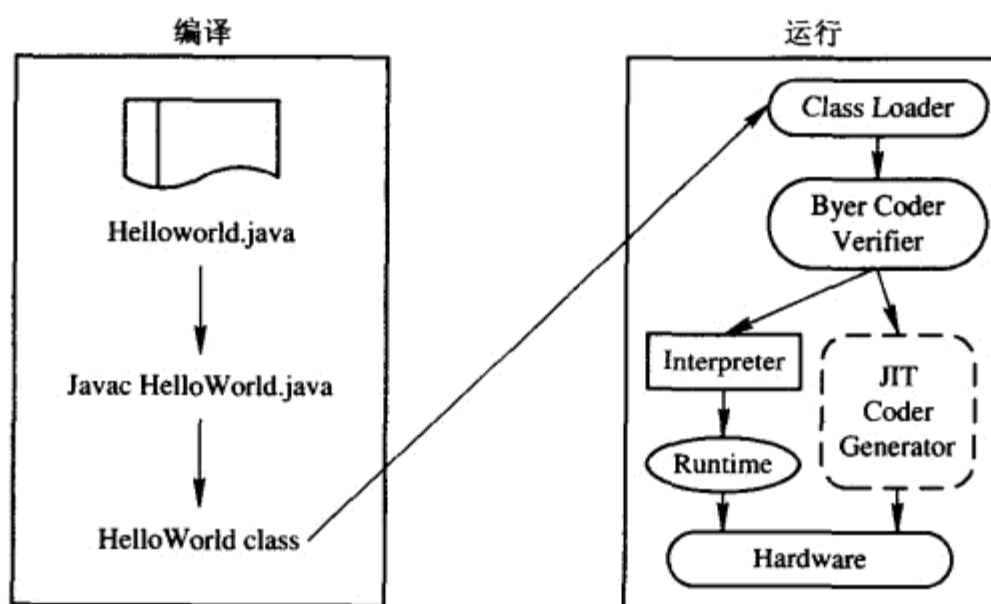 编译
Helloworld.java
Javac HelloWorld.java
HelloWorld class
运行
Class Loader
Byer Coder
Verifier
Interpreter
Runtime
JIT
Coder
Generator
Hardware